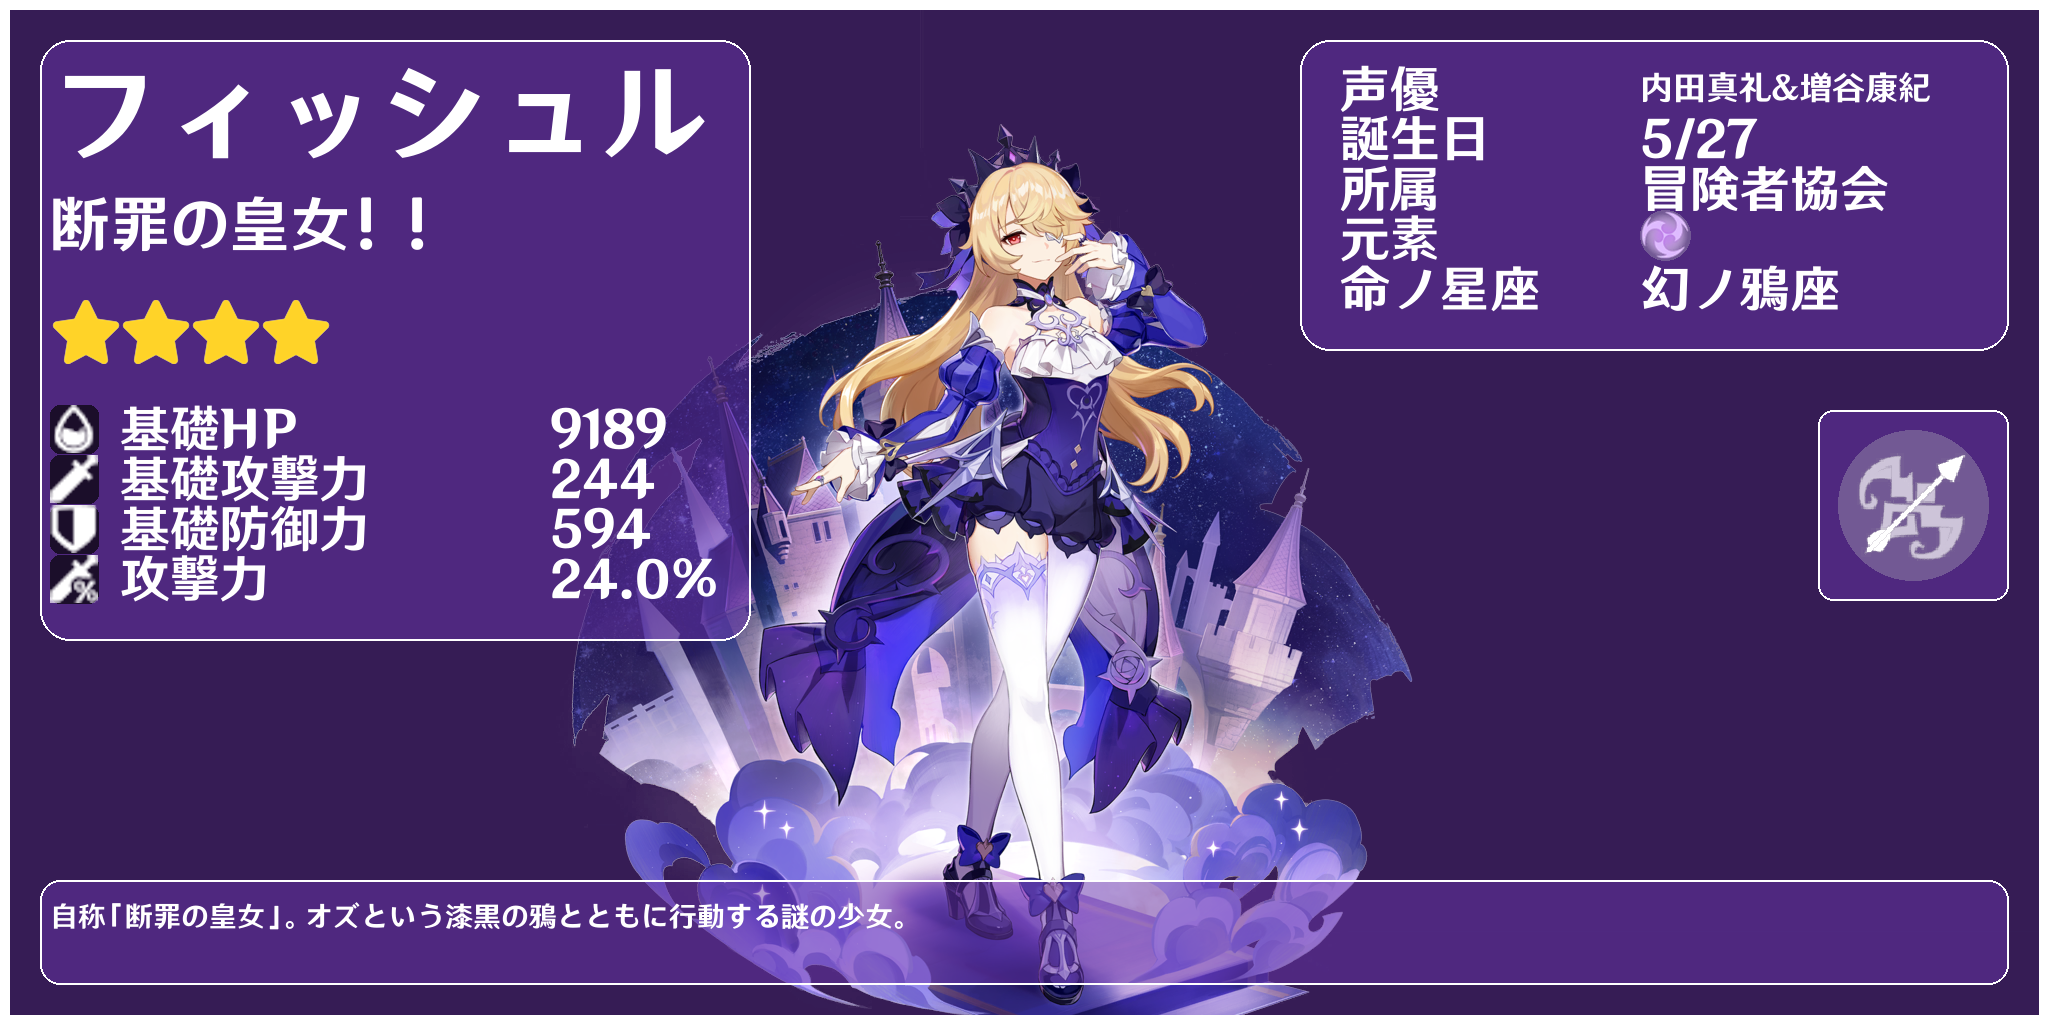 フィッシュル
断罪の皇女！！
基礎HP 9189
基礎攻撃力 244
基礎防御力 594
攻撃力 24.0%
声優 内田真礼&増谷康紀
誕生日 5/27
所属 冒険者協会
元素
命ノ星座 幻ノ鴉座
自称「断罪の皇女」。オズという漆黒の鴉とともに行動する謎の少女。